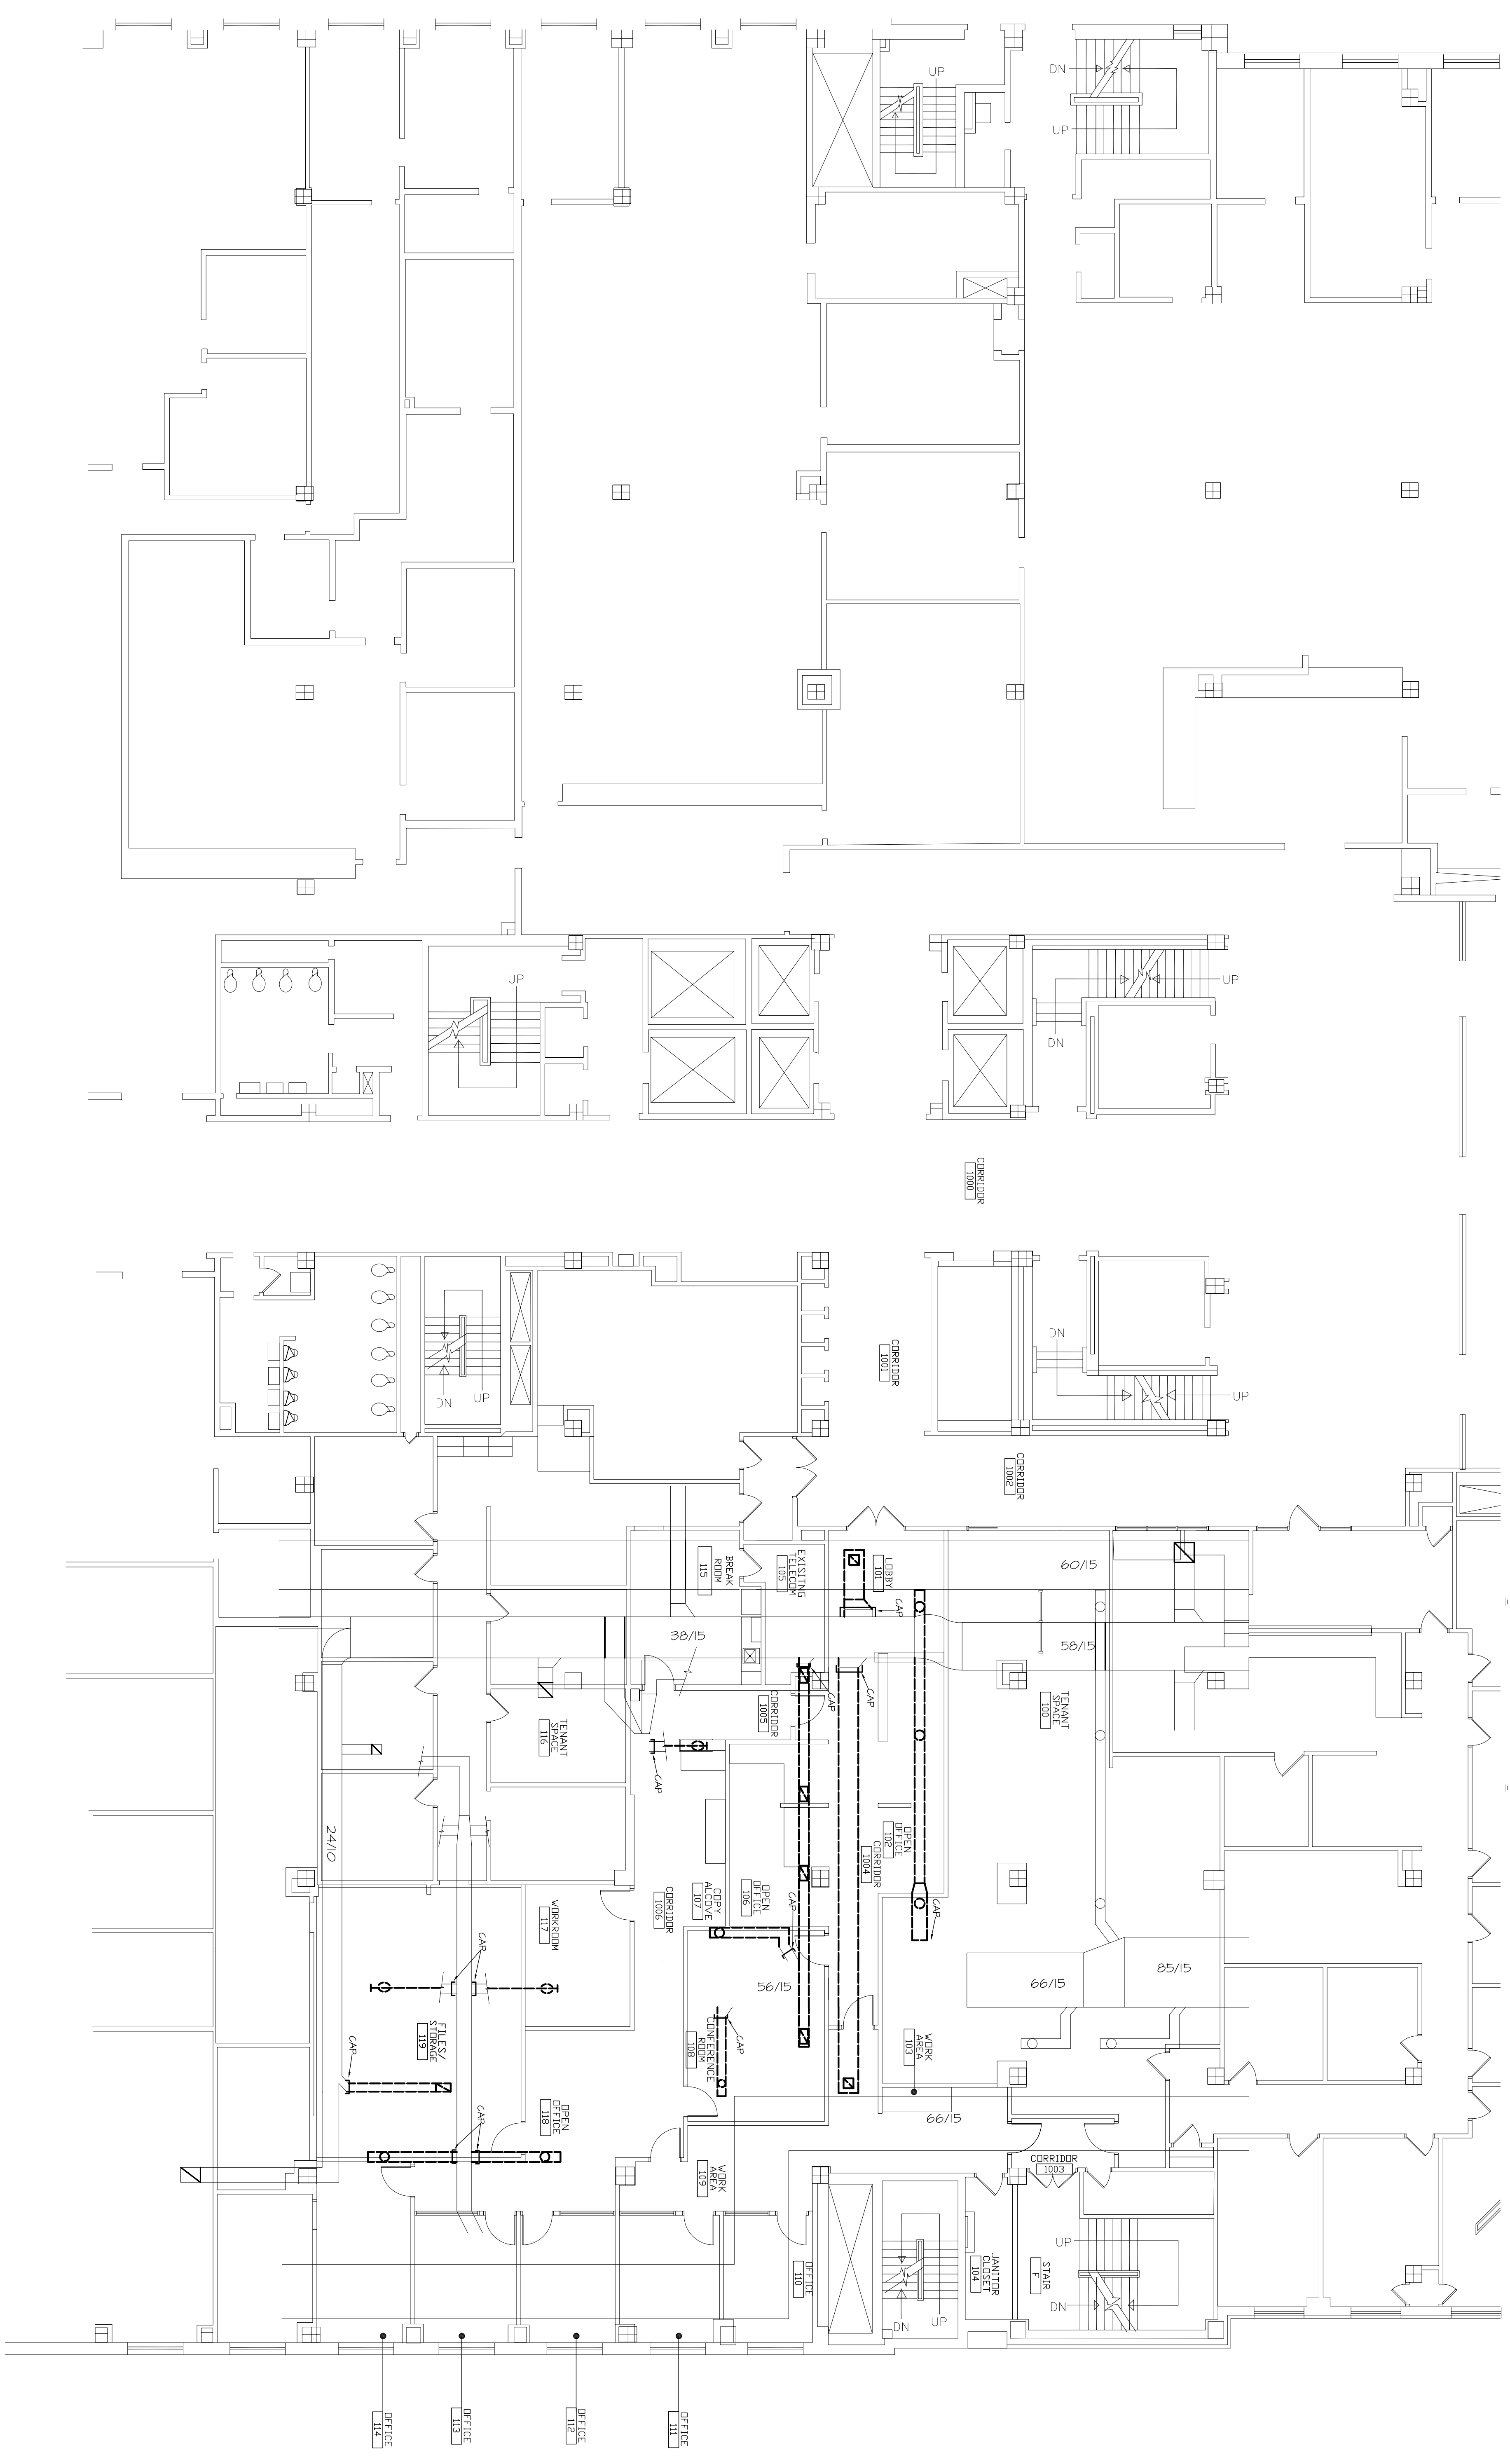 UP
DN
UP
UP
UP
DN
CORRIDOR
1000
DN
UP
CORRIDOR
1001
DN
UP
CORRIDOR
1002
LOBBY
101
EXISITNG
TELECOM
105
BREAK
ROOM
115
60/15
CAP
38/15
58/15
CAP
CAP
TENANT
SPACE
100
CORRIDOR
1005
TENANT
SPACE
116
CAP
24/10
OPEN
OFFICE
102
CORRIDOR
1004
OPEN
OFFICE
106
COPY
ALCOVE
107
CORRIDOR
1006
WORKROOM
117
CAP
CAP
CAP
56/15
66/15
85/15
FILES/
STORAGE
119
CONFERENCE
ROOM
108
CAP
WORK
AREA
103
CAP
66/15
OPEN
OFFICE
118
CAP
WORK
AREA
109
CORRIDOR
1003
OFFICE
110
JANITOR
CLOSET
104
STAIR
F
UP
DN
DN
UP
OFFICE
114
OFFICE
113
OFFICE
112
OFFICE
111